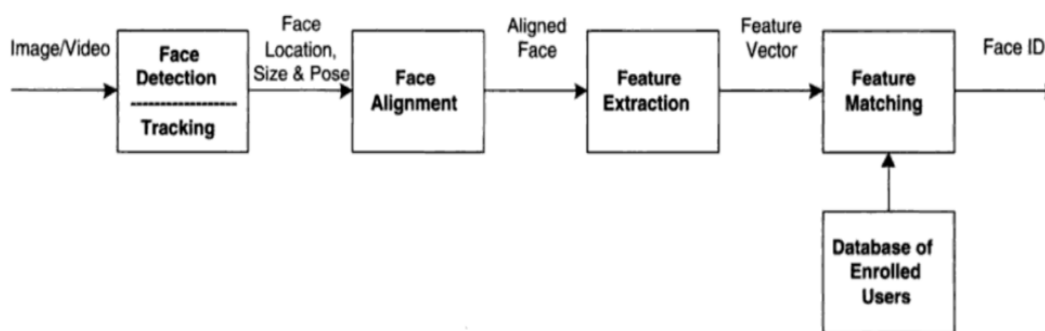 Image/Video
Face
Detection
Tracking
Face
Location,
Size & Pose
Face
Alignment
Aligned
Face
Feature
Extraction
Feature
Vector
Feature
Matching
Face ID
Database of
Enrolled
Users